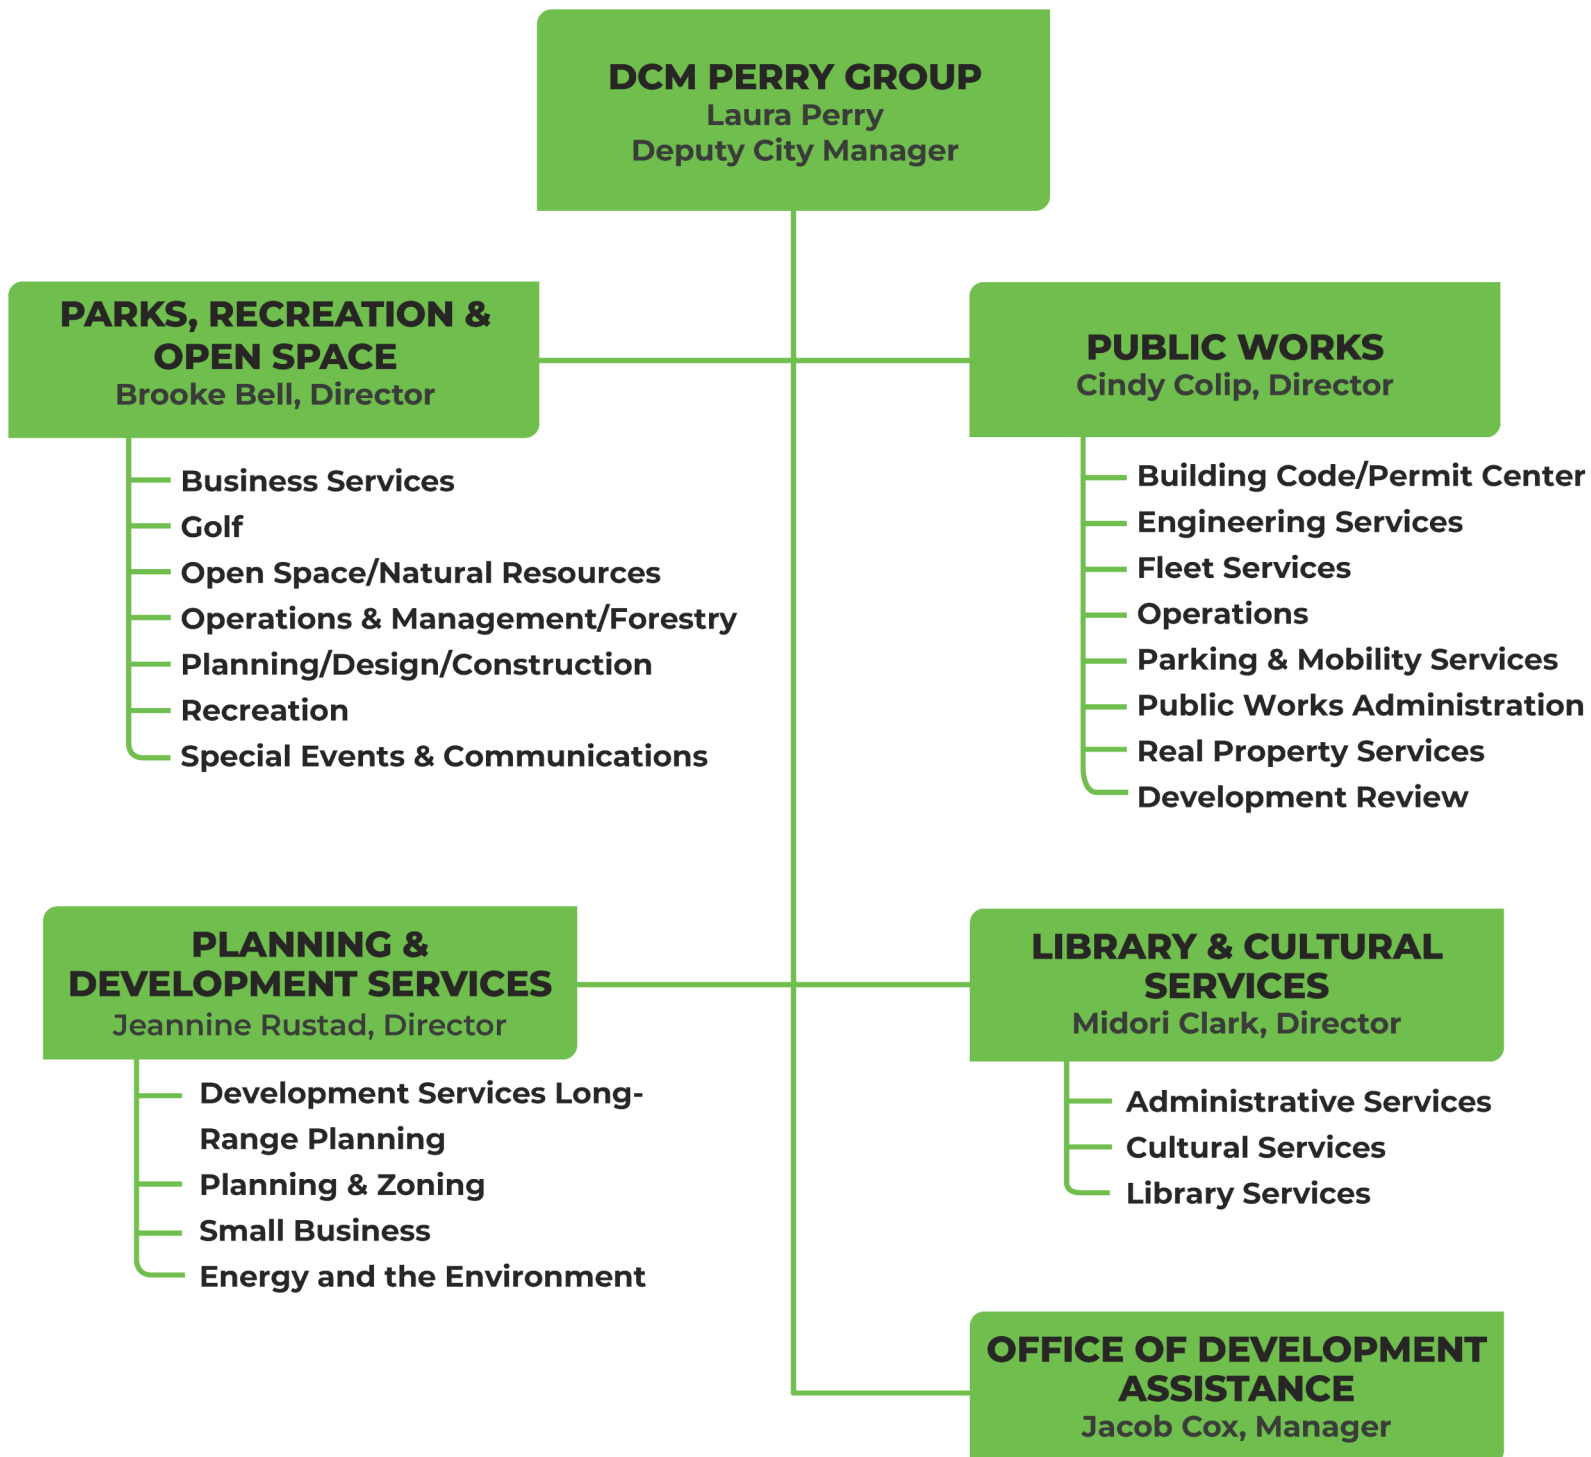 DCM PERRY GROUP
Laura Perry
Deputy City Manager
PARKS, RECREATION &
OPEN SPACE
Brooke Bell, Director
Business Services
Golf
Open Space/Natural Resources
Operations & Management/Forestry
Planning/Design/Construction
Recreation
Special Events & Communications
PUBLIC WORKS
Cindy Colip, Director
Building Code/Permit Center
Engineering Services
Fleet Services
Operations
Parking & Mobility Services
Public Works Administration
Real Property Services
Development Review
PLANNING &
DEVELOPMENT SERVICES
Jeannine Rustad, Director
Development Services Long-
Range Planning
Planning & Zoning
Small Business
Energy and the Environment
LIBRARY & CULTURAL
SERVICES
Midori Clark, Director
Administrative Services
Cultural Services
Library Services
OFFICE OF DEVELOPMENT
ASSISTANCE
Jacob Cox, Manager